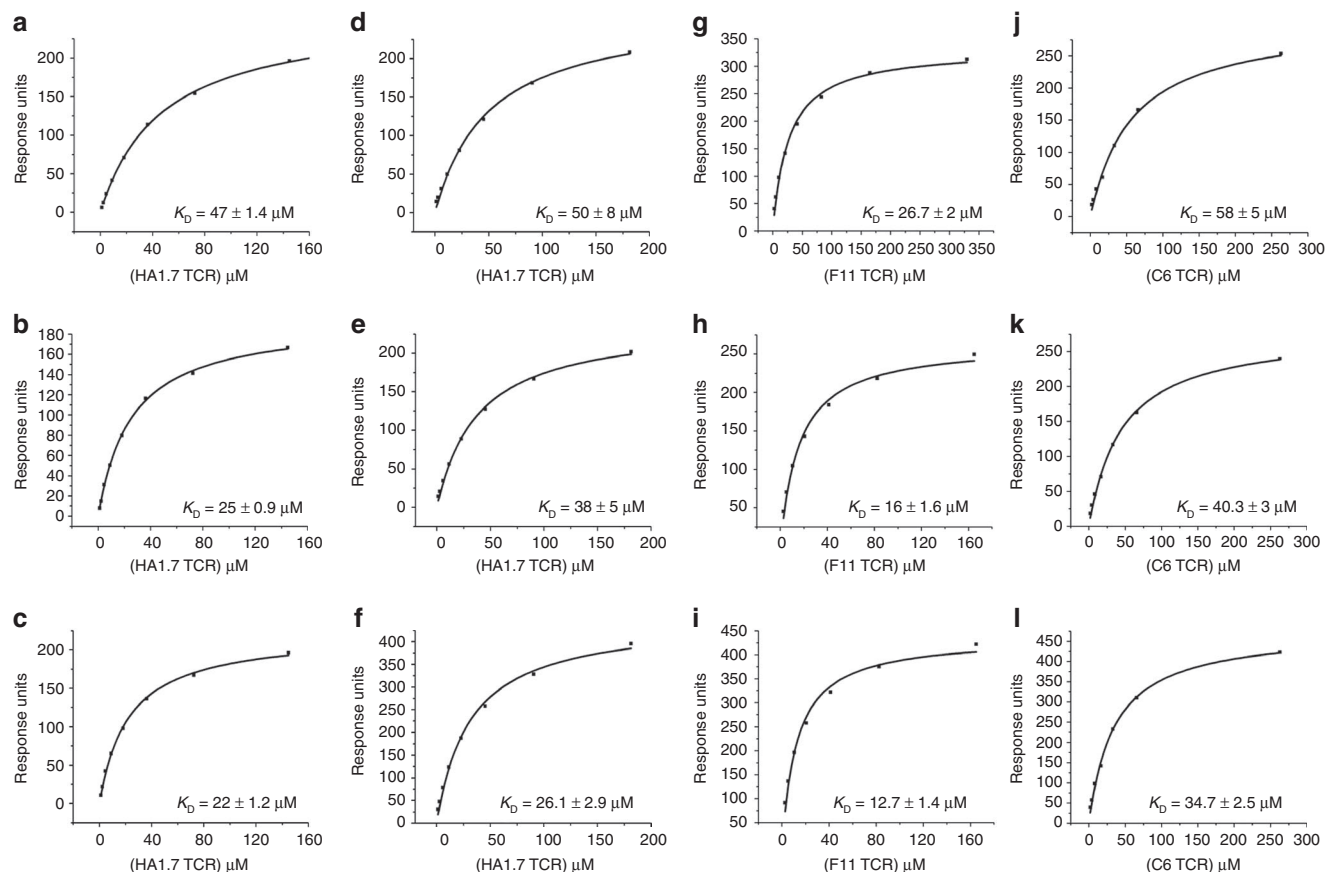 a
200
150
100
50
0
Response units
K_D = 47 ± 1.4 µM
0 40 80 120 160
(HA1.7 TCR) µM
d
200
150
100
50
0
Response units
K_D = 50 ± 8 µM
0 50 100 150 200
(HA1.7 TCR) µM
g
350
300
250
200
150
100
50
0
Response units
K_D = 26.7 ± 2 µM
0 50 100 150 200 250 300 350
(F11 TCR) µM
j
250
200
150
100
50
0
Response units
K_D = 58 ± 5 µM
0 50 100 150 200 250 300
(C6 TCR) µM
b
180
160
140
120
100
80
60
40
20
0
Response units
K_D = 25 ± 0.9 µM
0 40 80 120 160
(HA1.7 TCR) µM
e
200
150
100
50
0
Response units
K_D = 38 ± 5 µM
0 50 100 150 200
(HA1.7 TCR) µM
h
250
200
150
100
50
Response units
K_D = 16 ± 1.6 µM
0 40 80 120 160
(F11 TCR) µM
k
250
200
150
100
50
0
Response units
K_D = 40.3 ± 3 µM
0 50 100 150 200 250 300
(C6 TCR) µM
c
200
150
100
50
0
Response units
K_D = 22 ± 1.2 µM
0 40 80 120 160
(HA1.7 TCR) µM
f
400
350
300
250
200
150
100
50
0
Response units
K_D = 26.1 ± 2.9 µM
0 50 100 150 200
(HA1.7 TCR) µM
i
450
400
350
300
250
200
150
100
50
Response units
K_D = 12.7 ± 1.4 µM
0 40 80 120 160
(F11 TCR) µM
l
450
400
350
300
250
200
150
100
50
0
Response units
K_D = 34.7 ± 2.5 µM
0 50 100 150 200 250 300
(C6 TCR) µM